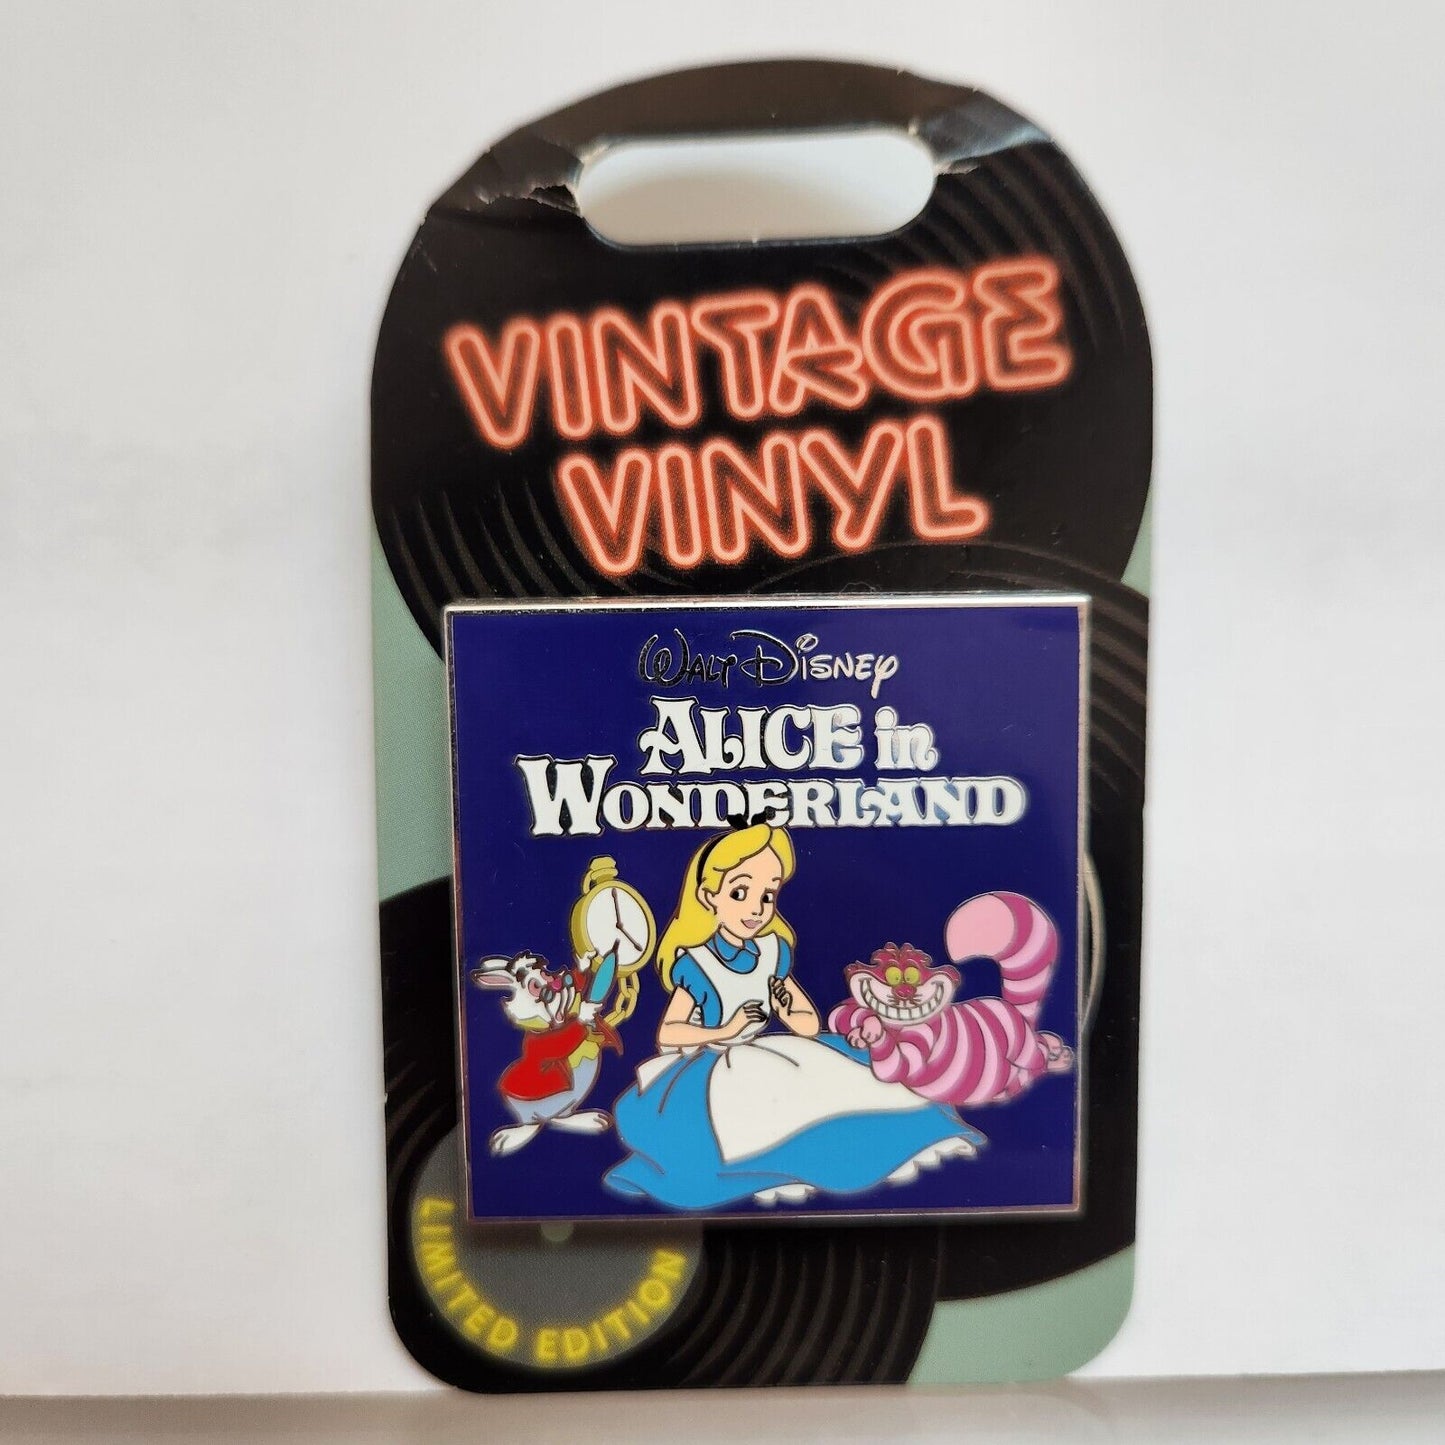 VINTAGE
VINYL
WALT DISNEY
ALICE in
WONDERLAND
LIMITED EDITION